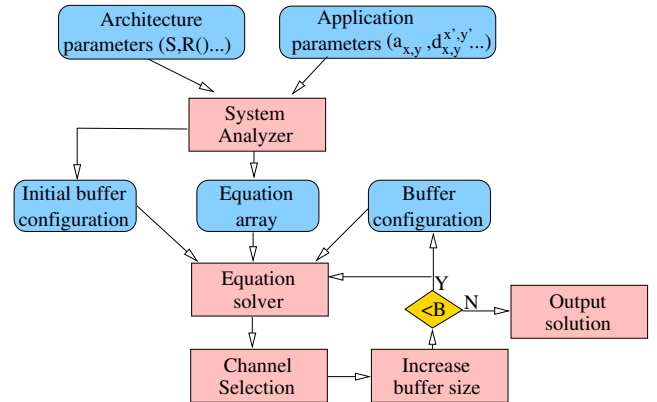 Architecture
parameters (S,R()...)
Application
parameters (a_{x,y} ,d_{x,y}^{x',y'}...)
System
Analyzer
Initial buffer
configuration
Equation
array
Buffer
configuration
Equation
solver
Y
<B
N
Output
solution
Channel
Selection
Increase
buffer size